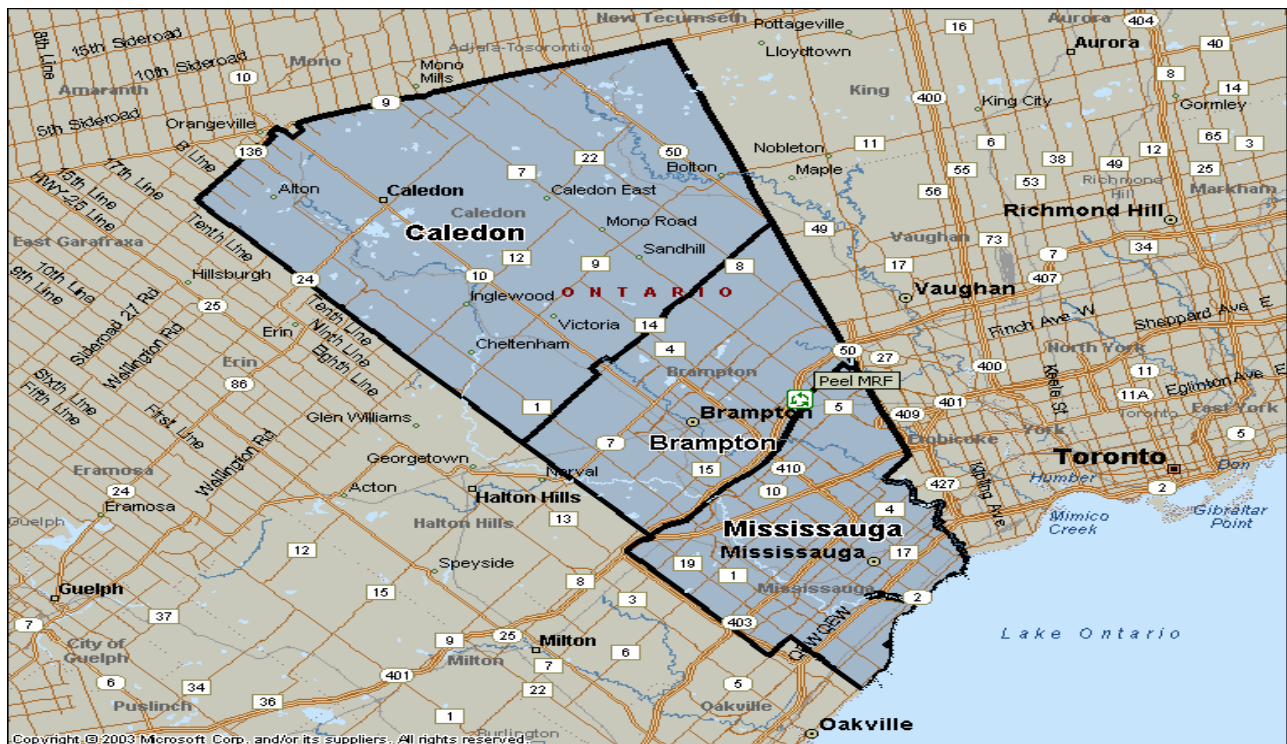 New Tecumseth
Pottageville
16
Aurora
404
8th Line
15th Sideroad
Adjala-Tosorontio
Lloydtown
Aurora
40
10th Sideroad
Mono
Mono
Mills
8
10
Amaranth
9
King
400
14
King City
Gormley
5th Sideroad
Orangeville
65
136
B Line
22
50
Nobleton
11
6
12
3
7
Bolton
Maple
55
38
49
25
17th Line
15th Line
HWY-25 Line
Alton
Caledon
Caledon East
56
53
Richmond
Hill
Markham
East Garafraxa
Tenth Line
Caledon
Mono Road
49
Richmond Hill
Caledon
Vaughan
73
7
34
12
9
Sandhill
8
17
407
10th Line
9th Line
Hillsburgh
24
10
ONTARIO
Vaughan
25
Inglewood
Sideroad 27 Rd
Wellington Rd
Erin
Tenth Line
Ninth Line
Eighth Line
Victoria
14
Finch Ave W
Sheppard Ave
Cheltenham
4
50
27
North York
Erin
400
86
Brampton
Peel MRF
Keele St
11
Eglinton Ave
Sixth Line
Fifth Line
First Line
Glen Williams
1
Brampton
5
401
409
11A
Toronto
East York
Brampton
Etobicoke
York
5
7
Georgetown
15
410
Toronto
Eramosa
Wellington Rd
Norval
427
Kipling Ave
Don
Acton
Halton Hills
10
Humber
2
24
Eramosa
Halton Hills
13
4
Mimico
Creek
Gibraltar
Point
Guelph
Mississauga
12
Mississauga
17
Speyside
19
1
Guelph
15
8
Mississauga
2
7
37
3
403
QEW
Lake Ontario
City of
Guelph
9
25
Milton
6
Milton
7
6
34
401
22
5
Puslinch
36
1
Oakville
Burlington
Oakville
Copyright © 2003 Microsoft Corp. and/or its suppliers. All rights reserved.